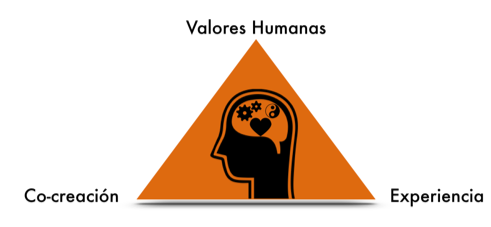 Valores Humanas
Co-creación
Experiencia